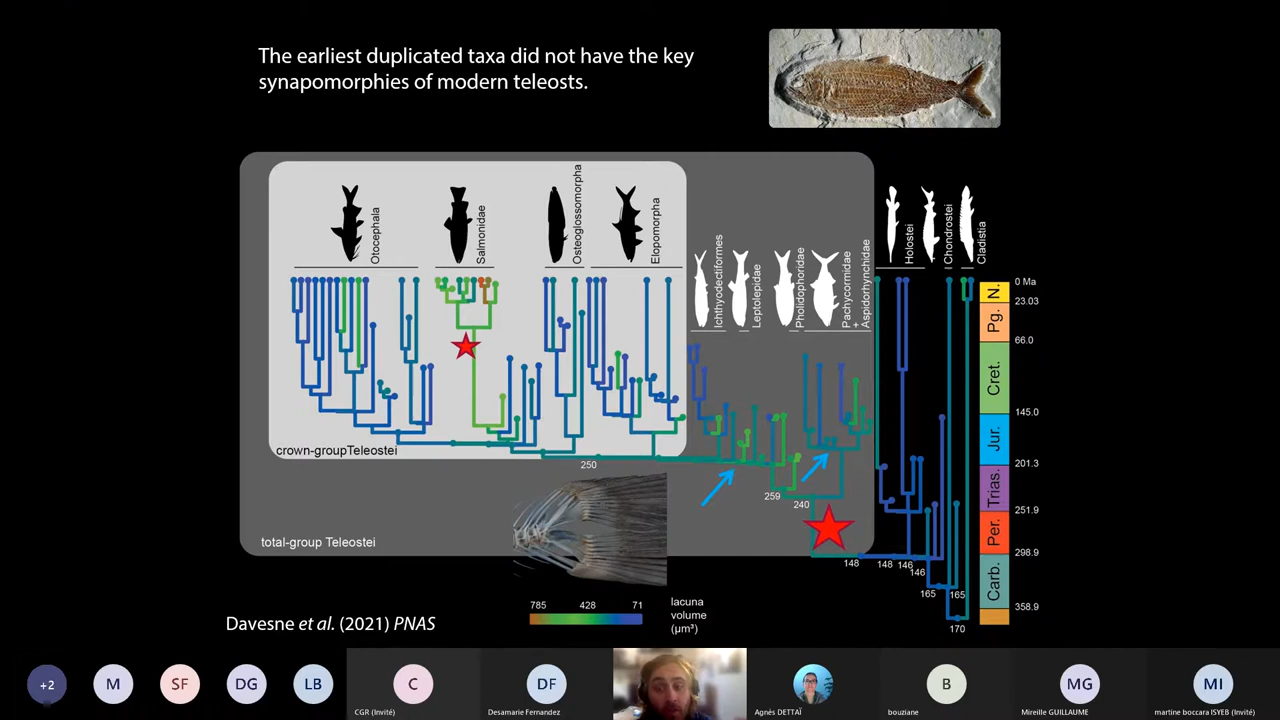 The earliest duplicated taxa did not have the key
synapomorphies of modern teleosts.
Otocephala
Salmonidae
Osteoglossomorpha
Elopomorpha
Ichthyodectiformes
Leptolepidae
Pholidophoridae
Pachycormidae
+
Aspidorhynchidae
Holostei
Chondrostei
Cladistia
0 Ma
N.
23.03
Pg.
66.0
Cret.
145.0
Jur.
201.3
Trias.
251.9
Per.
298.9
Carb.
358.9
crown-groupTeleostei
250
259
240
total-group Teleostei
148
148
146
146
165
165
170
785
428
71
lacuna
volume
(µm³)
Davesne et al. (2021) PNAS
+2
M
SF
DG
LB
C
CGR (Invité)
DF
Desamarie Fernandez
Agnès DETTAÏ
B
bouziane
MG
Mireille GUILLAUME
MI
martine boccara ISYEB (Invité)